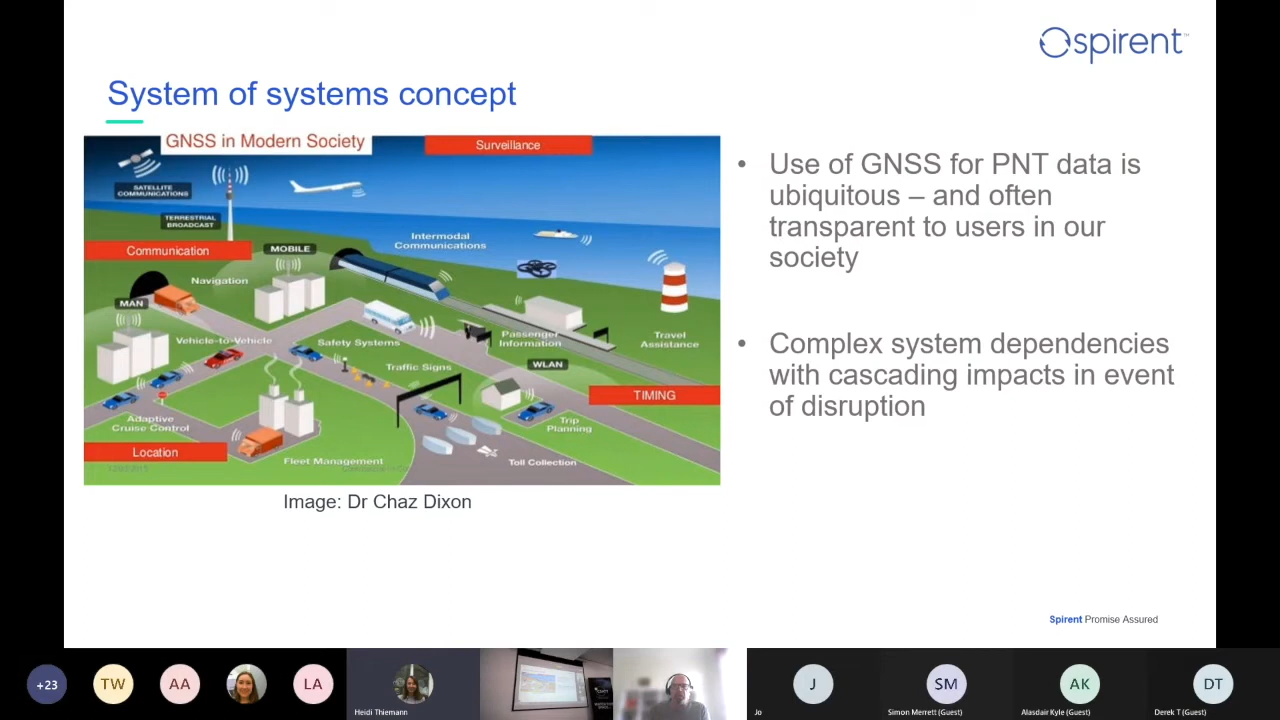 spirent™
System of systems concept
GNSS in Modern Society
Surveillance
SATELLITE
COMMUNICATIONS
TERRESTRIAL
BROADCAST
Communication
MOBILE
Intermodal
Communications
Navigation
MAN
Vehicle-to-Vehicle
Safety Systems
Passenger
Information
Travel
Assistance
Traffic Signs
WLAN
TIMING
Adaptive
Cruise Control
Trip
Planning
Location
Fleet Management
Toll Collection
Image: Dr Chaz Dixon
• Use of GNSS for PNT data is
ubiquitous – and often
transparent to users in our
society
• Complex system dependencies
with cascading impacts in event
of disruption
Spirent Promise Assured
+23
TW
AA
LA
Heidi Thiemann
J
Jo
SM
Simon Merrett (Guest)
AK
Alasdair Kyle (Guest)
DT
Derek T (Guest)